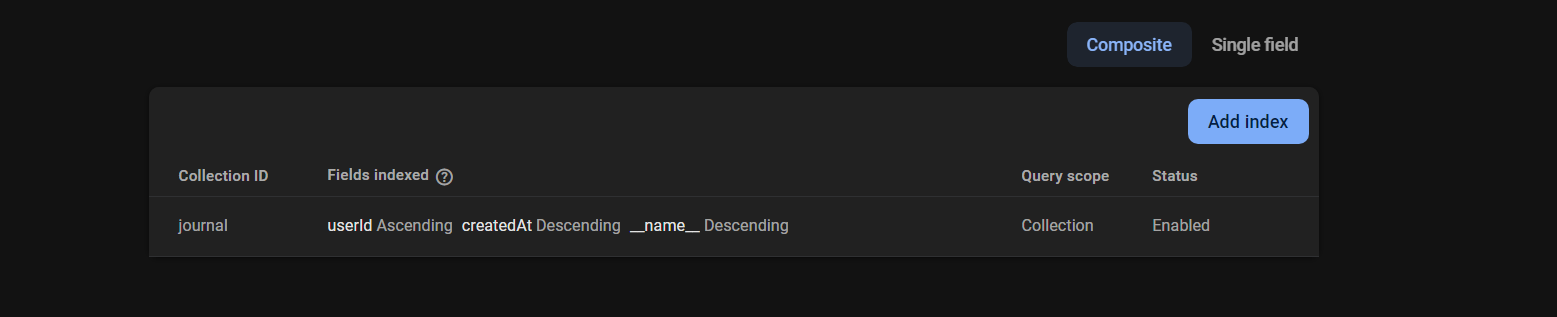 Composite Single field
Add index
Collection ID Fields indexed ? Query scope Status
journal userId Ascending createdAt Descending __name__ Descending Collection Enabled